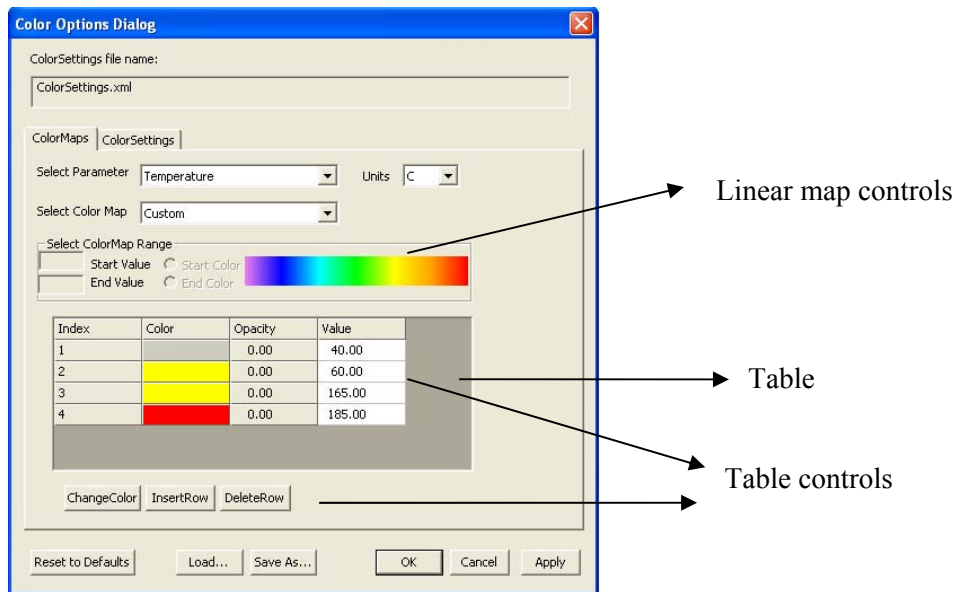 Color Options Dialog
ColorSettings file name:
ColorSettings.xml
ColorMaps ColorSettings
Select Parameter Temperature Units C
Select Color Map Custom
Select ColorMap Range
Start Value Start Color
End Value End Color
Index Color Opacity Value
1 0.00 40.00
2 0.00 60.00
3 0.00 165.00
4 0.00 185.00
ChangeColor InsertRow DeleteRow
Reset to Defaults Load... Save As... OK Cancel Apply
Linear map controls
Table
Table controls